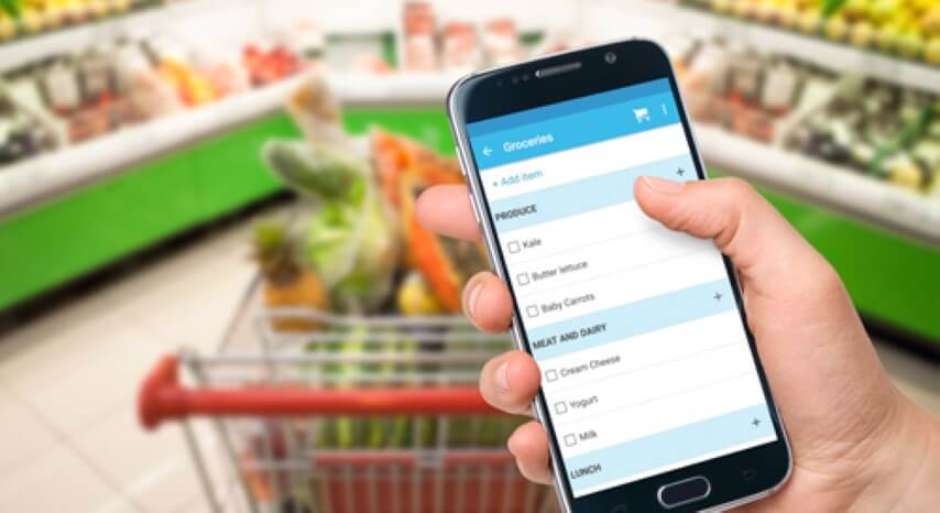 Groceries
+ Add item
PRODUCE +
Kale
Butter lettuce
Baby Carrots
MEAT AND DAIRY +
Cream Cheese
Yogurt
Milk
LUNCH +